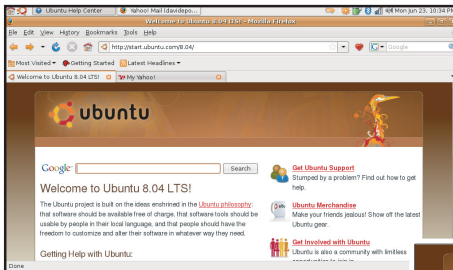 Ubuntu Help Center
Yahoo! Mail (davidepo...
Mon Jun 23, 10:34 PM
Welcome to Ubuntu 8.04 LTS! - Mozilla Firefox
File Edit View History Bookmarks Tools Help
http://start.ubuntu.com/8.04/
Google
Most Visited Getting Started Latest Headlines
Welcome to Ubuntu 8.04 LTS!
My Yahoo!
ubuntu
Google
Search
Welcome to Ubuntu 8.04 LTS!
The Ubuntu project is built on the ideas enshrined in the Ubuntu philosophy:
that software should be available free of charge, that software tools should be
usable by people in their local language, and that people should have the
freedom to customize and alter their software in whatever way they need.
Getting Help with Ubuntu:
Get Ubuntu Support
Stumped by a problem? Find out how to get
help.
Ubuntu Merchandise
Make your friends jealous! Show off the latest
Ubuntu gear.
Get Involved with Ubuntu
Ubuntu is also a community with limitless
opportunities to join in
Done